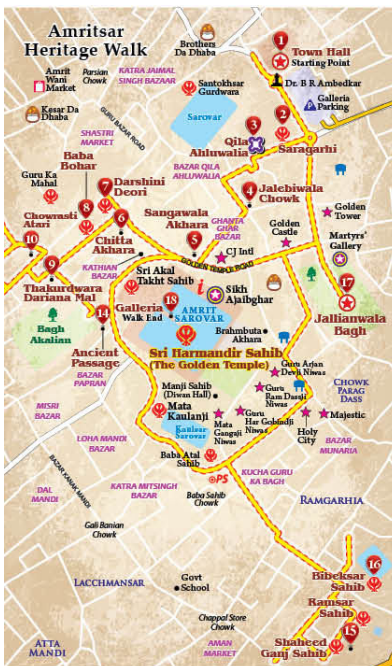 Amritsar
Heritage Walk
Brothers
Da Dhaba
1
Town Hall
Starting Point
Amrit
Wani
Market
Parsian
Chowk
KATRA JAIMAL
SINGH BAZAAR
Santokhsar
Gurdwara
Dr. B R Ambedkar
Galleria
Parking
P
Kesar Da
Dhaba
GURU BAZAR ROAD
Sarovar
2
3
Qila
Ahluwalia
Saragarhi
SHASTRI
MARKET
Baba
Bohar
BAZAR QILA
AHLUWALIA
Guru Ka
Mahal
7
Darshini
Deori
4
Jalebiwala
Chowk
8
Chowrasti
Atari
6
Sangawala
Akhara
GHANTA
GHAR
BAZAR
Golden
Tower
Golden
Castle
Martyrs'
Gallery
10
Chitta
Akhara
5
CJ Intl
GOLDEN TEMPLE ROAD
9
KATHIAN
BAZAR
Sri Akal
Takht Sahib
i
Sikh
Ajaibghar
17
Jallianwala
Bagh
Thakurdwara
Dariana Mal
18
Galleria
Walk End
AMRIT
SAROVAR
14
Bagh
Akalian
Ancient
Passage
Brahmbuta
Akhara
Sri Harmandir Sahib
(The Golden Temple)
BAZAR
PAPRAN
Guru Arjan
Devji Niwas
CHOWK
PARAG
DASS
Manji Sahib
(Diwan Hall)
Guru
Ram Dassji
Niwas
MISRI
BAZAR
Mata
Kaulanji
Mata
Gangaji
Niwas
Guru
Har Gobindji
Niwas
Holy
City
Majestic
Kaulsar
Sarovar
LOHA MANDI
BAZAR
BAZAR
MUNARIA
Baba Atal
Sahib
BAZAR KANAK MANDI
PS
KUCHA GURU
KA BAGH
DAL
MANDI
KATRA MITSINGH
BAZAR
Baba Sahib
Chowk
RAMGARHIA
Gali Banian
Chowk
16
Bibeksar
Sahib
LACCHMANSAR
Govt
School
Ramsar
Sahib
Chappal Store
Chowk
15
ATTA
MANDI
AMAN
MARKET
Shaheed
Ganj Sahib